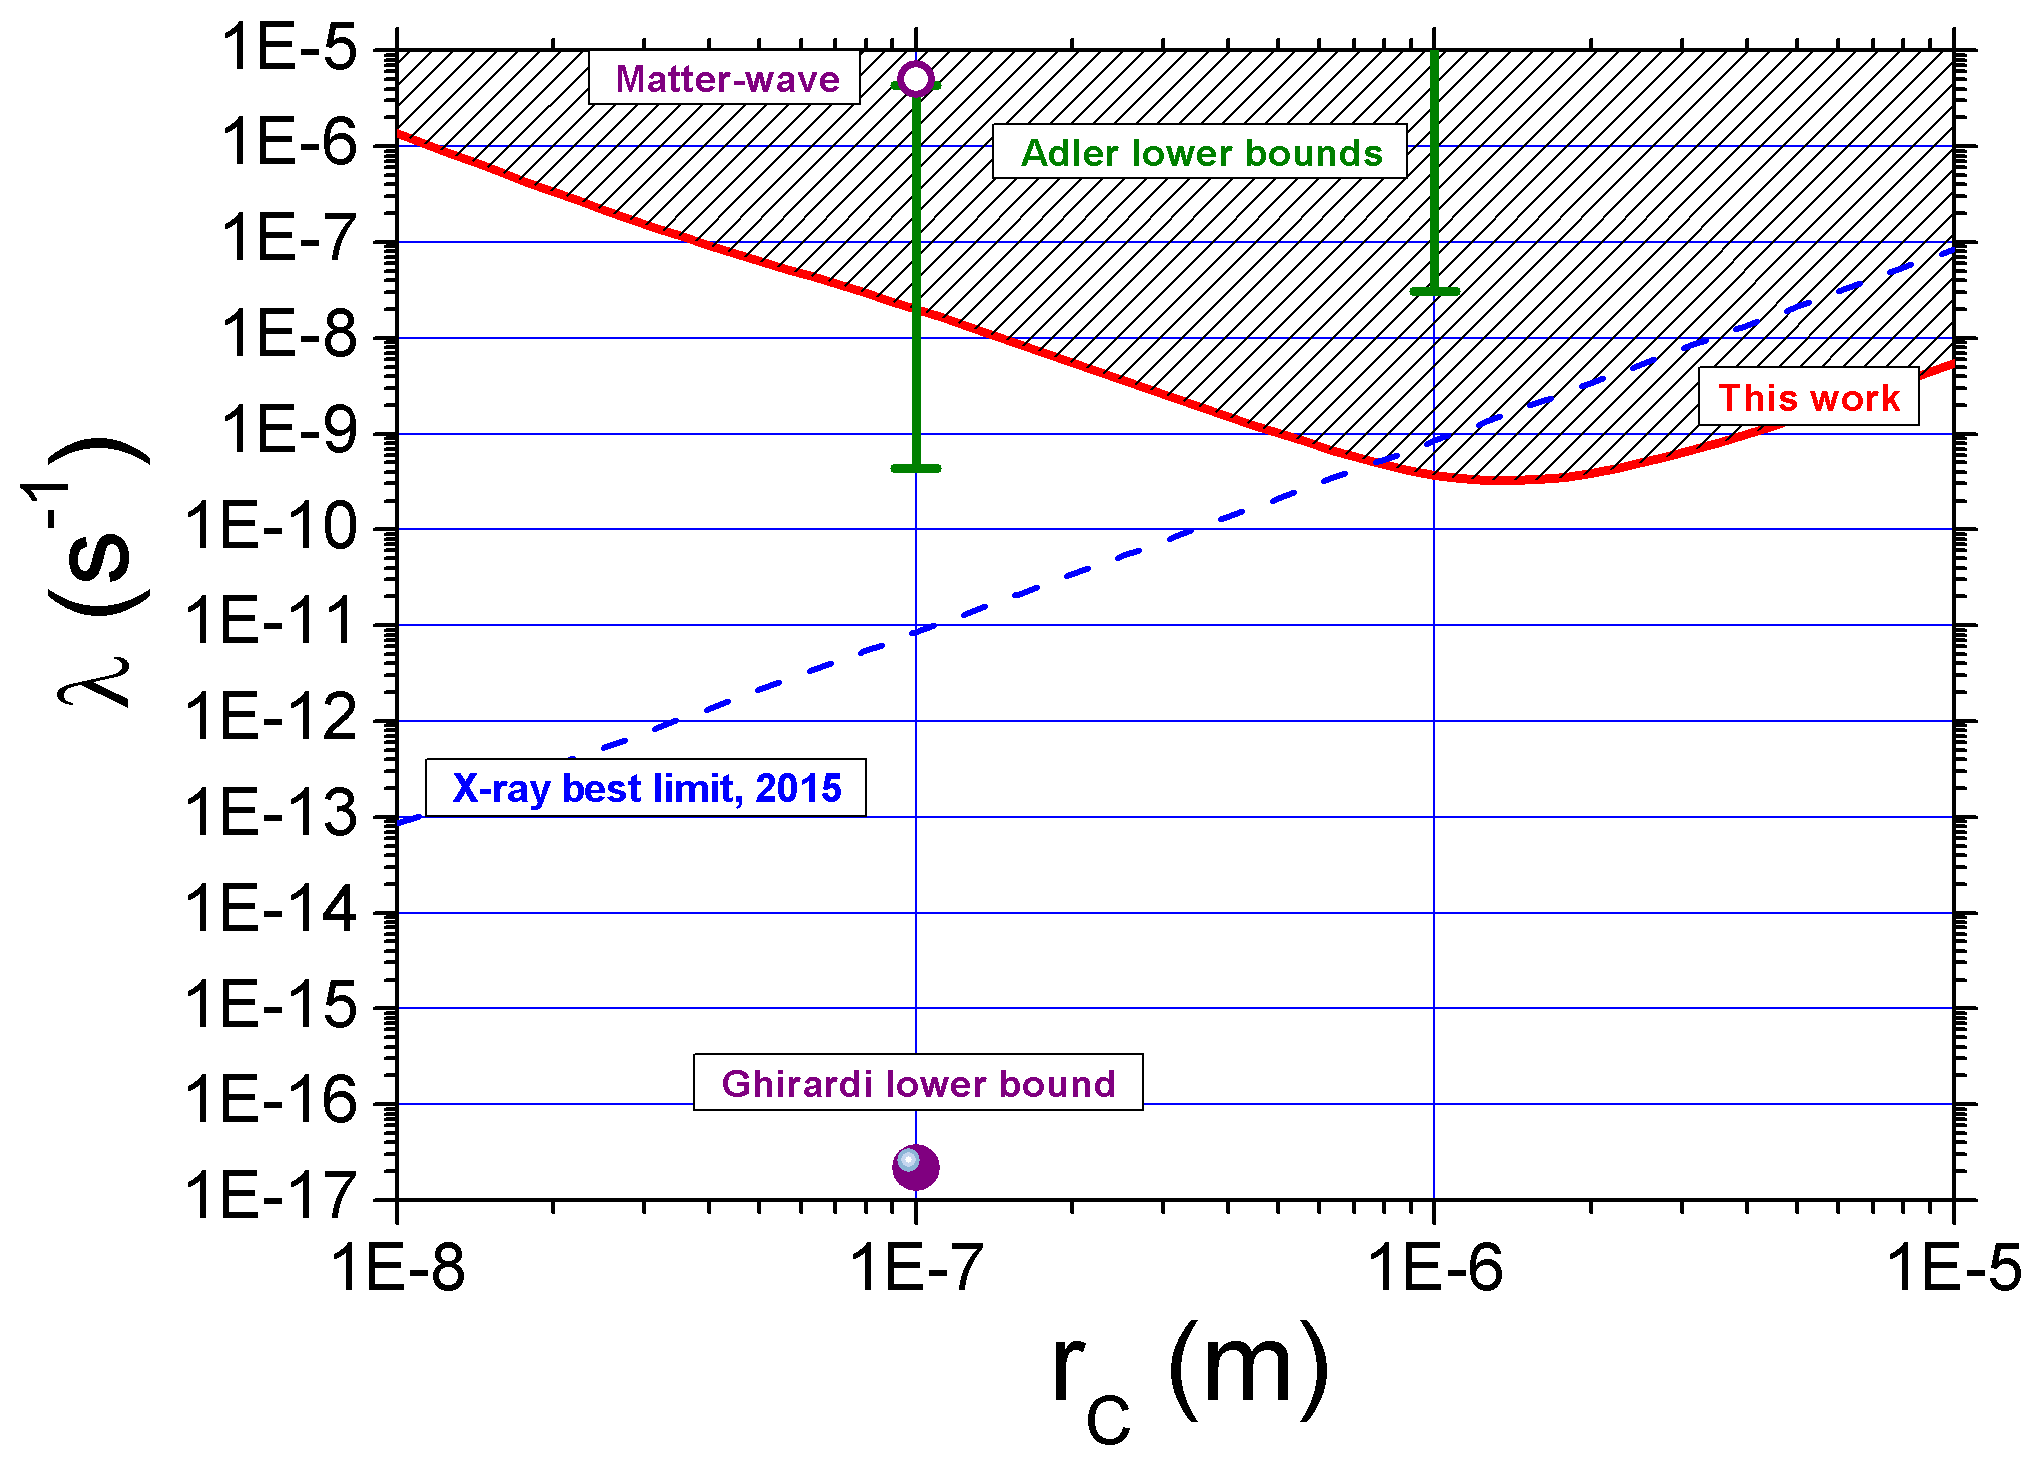 1E-5
1E-6
1E-7
1E-8
1E-9
1E-10
1E-11
1E-12
1E-13
1E-14
1E-15
1E-16
1E-17
λ (s-1)
Matter-wave
Adler lower bounds
This work
X-ray best limit, 2015
Ghirardi lower bound
1E-8 1E-7 1E-6 1E-5
rC (m)